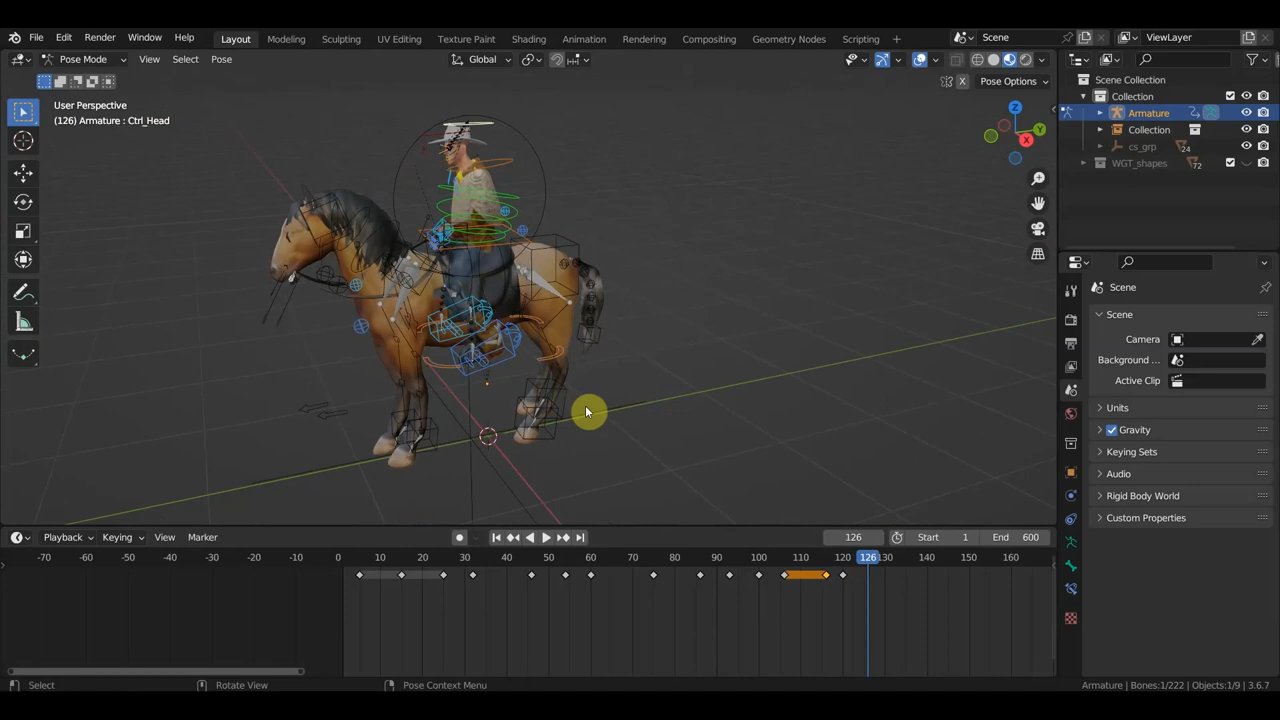 File Edit Render Window Help Layout Modeling Sculpting UV Editing Texture Paint Shading Animation Rendering Compositing Geometry Nodes Scripting + Scene ViewLayer
Pose Mode View Select Pose Global
X Pose Options
Scene Collection
User Perspective
Collection
(126) Armature : Ctrl_Head
Armature
Collection
cs_grp 24
WGT_shapes 72
Z
Y
X
Scene
Scene
Camera
Background ...
Active Clip
Units
Gravity
Keying Sets
Audio
Rigid Body World
Custom Properties
Playback Keying View Marker 126 Start 1 End 600
-70 -60 -50 -40 -30 -20 -10 0 10 20 30 40 50 60 70 80 90 100 110 120 126 130 140 150 160
Select Rotate View Pose Context Menu Armature | Bones:1/222 | Objects:1/9 | 3.6.7